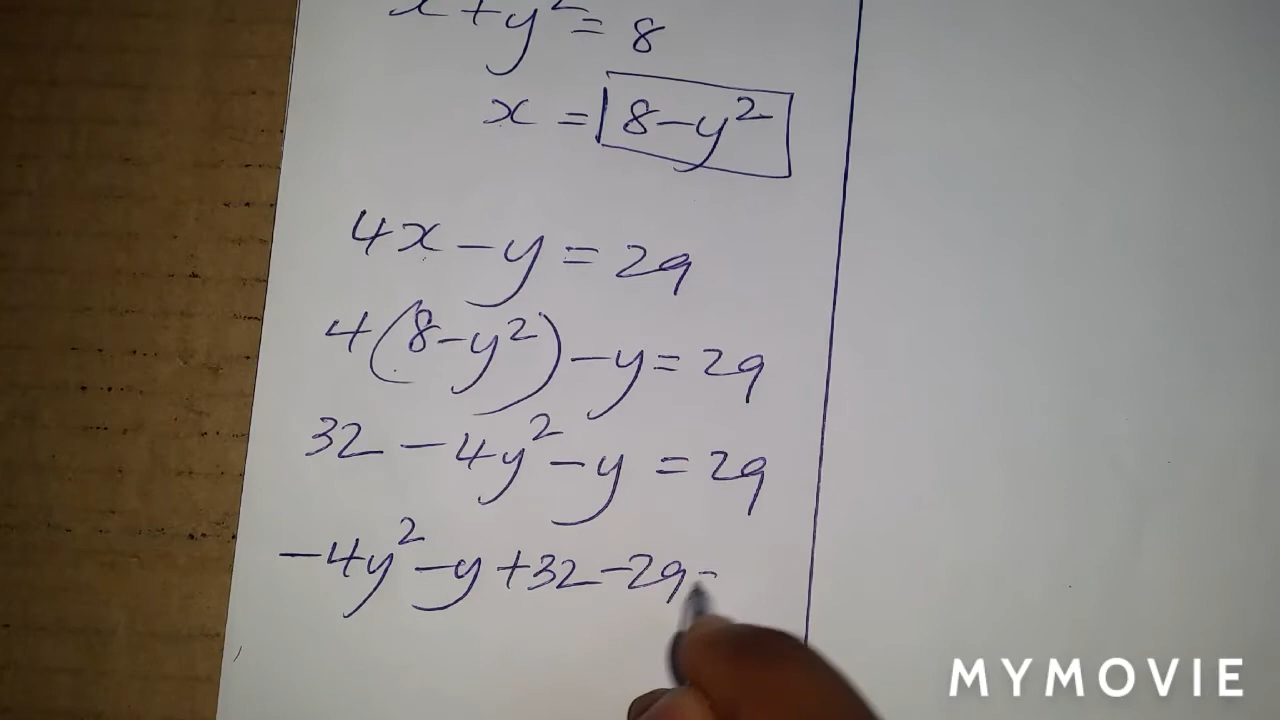 x + y² = 8
x = 8 - y²
4x - y = 29
4(8 - y²) - y = 29
32 - 4y² - y = 29
-4y² - y + 32 - 29 -
MYMOVIE